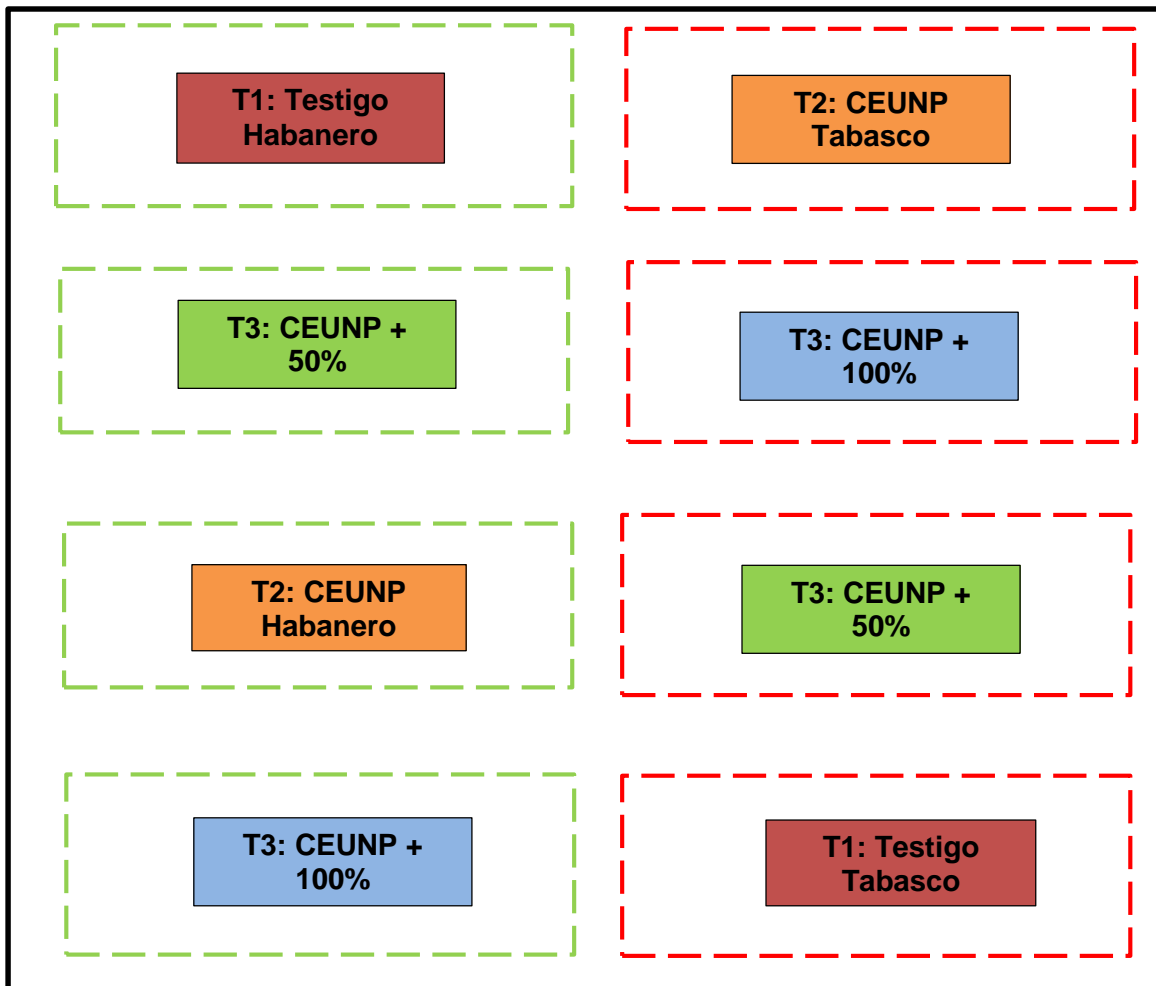 T1: Testigo
Habanero
T2: CEUNP
Tabasco
T3: CEUNP +
50%
T3: CEUNP +
100%
T2: CEUNP
Habanero
T3: CEUNP +
50%
T3: CEUNP +
100%
T1: Testigo
Tabasco